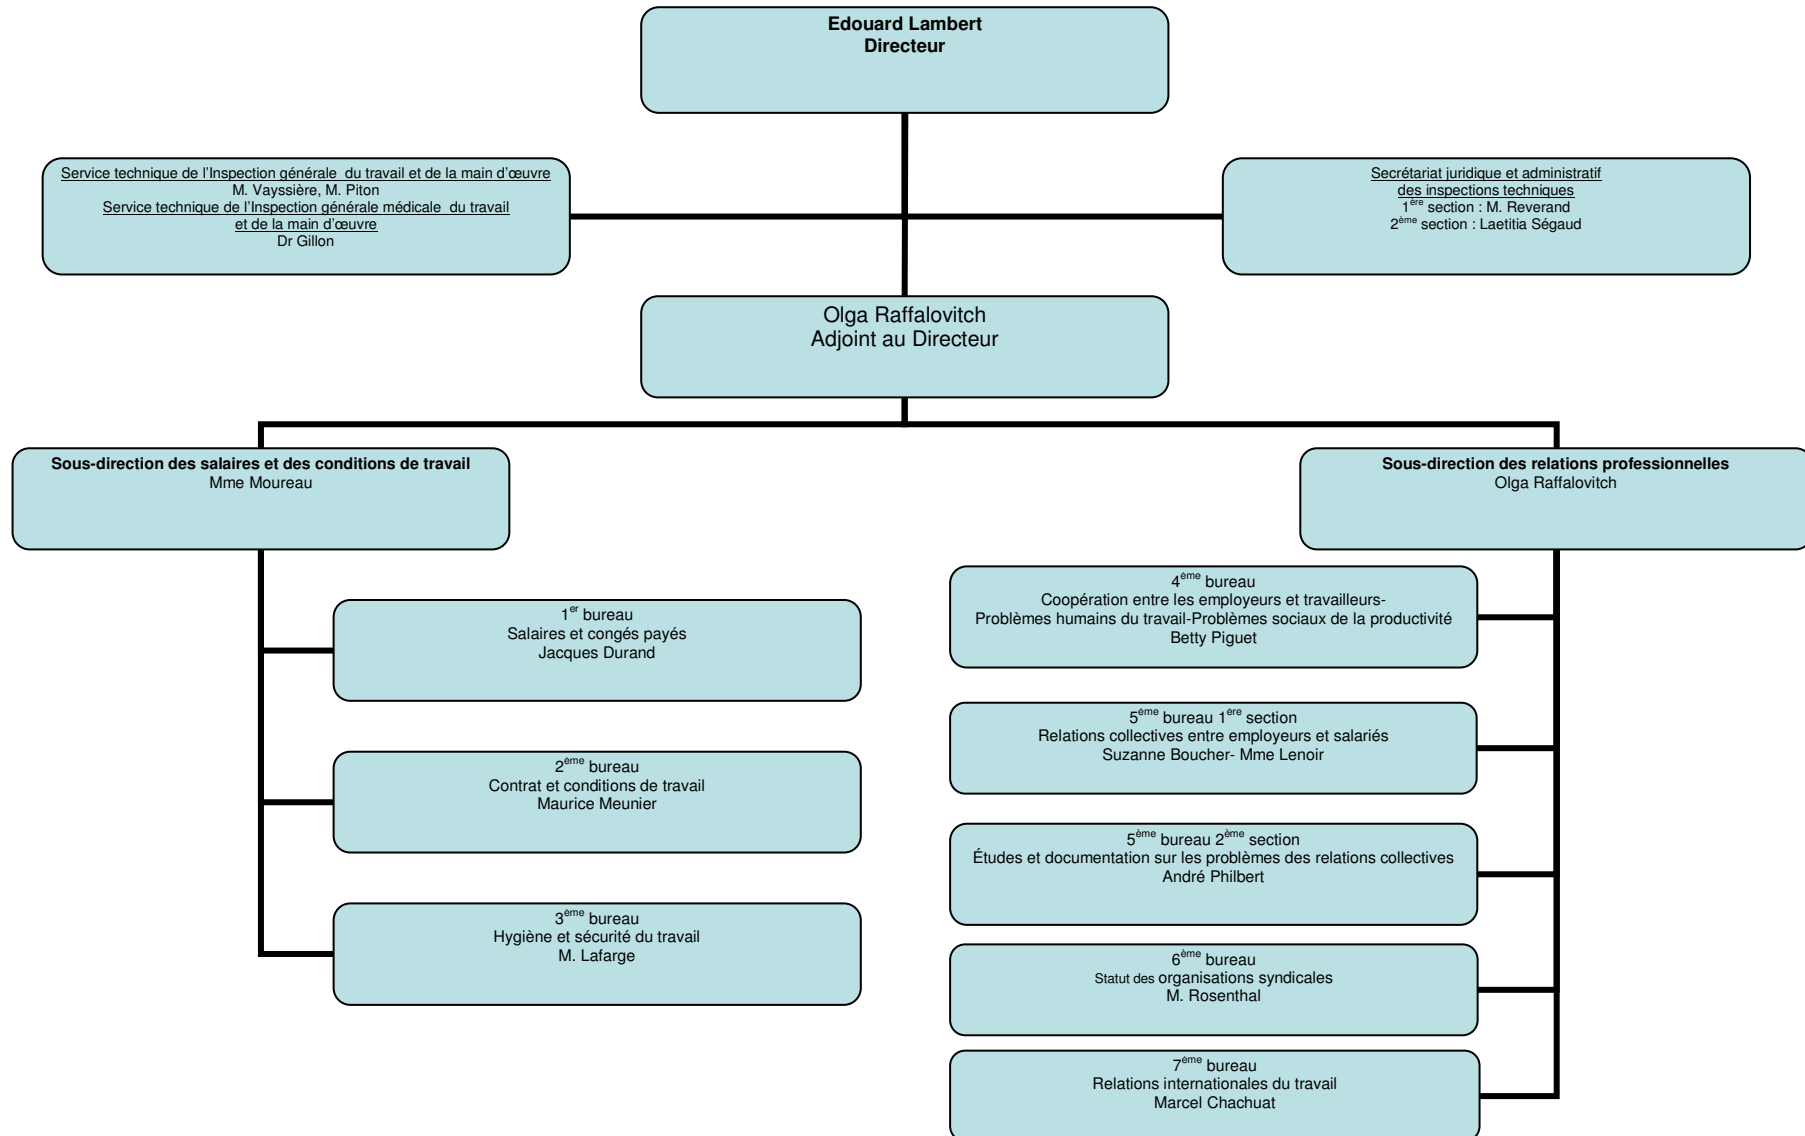 Edouard Lambert
Directeur
Service technique de l'Inspection générale  du travail et de la main d'œuvre
M. Vayssière, M. Piton
Service technique de l'Inspection générale médicale  du travail
et de la main d'œuvre
Dr Gillon
Secrétariat juridique et administratif
des inspections techniques
1ère section : M. Reverand
2ème section : Laetitia Ségaud
Olga Raffalovitch
Adjoint au Directeur
Sous-direction des salaires et des conditions de travail
Mme Moureau
1er bureau
Salaires et congés payés
Jacques Durand
2ème bureau
Contrat et conditions de travail
Maurice Meunier
3ème bureau
Hygiène et sécurité du travail
M. Lafarge
Sous-direction des relations professionnelles
Olga Raffalovitch
4ème bureau
Coopération entre les employeurs et travailleurs-
Problèmes humains du travail-Problèmes sociaux de la productivité
Betty Piguet
5ème bureau 1ère section
Relations collectives entre employeurs et salariés
Suzanne Boucher- Mme Lenoir
5ème bureau 2ème section
Études et documentation sur les problèmes des relations collectives
André Philbert
6ème bureau
Statut des organisations syndicales
M. Rosenthal
7ème bureau
Relations internationales du travail
Marcel Chachuat